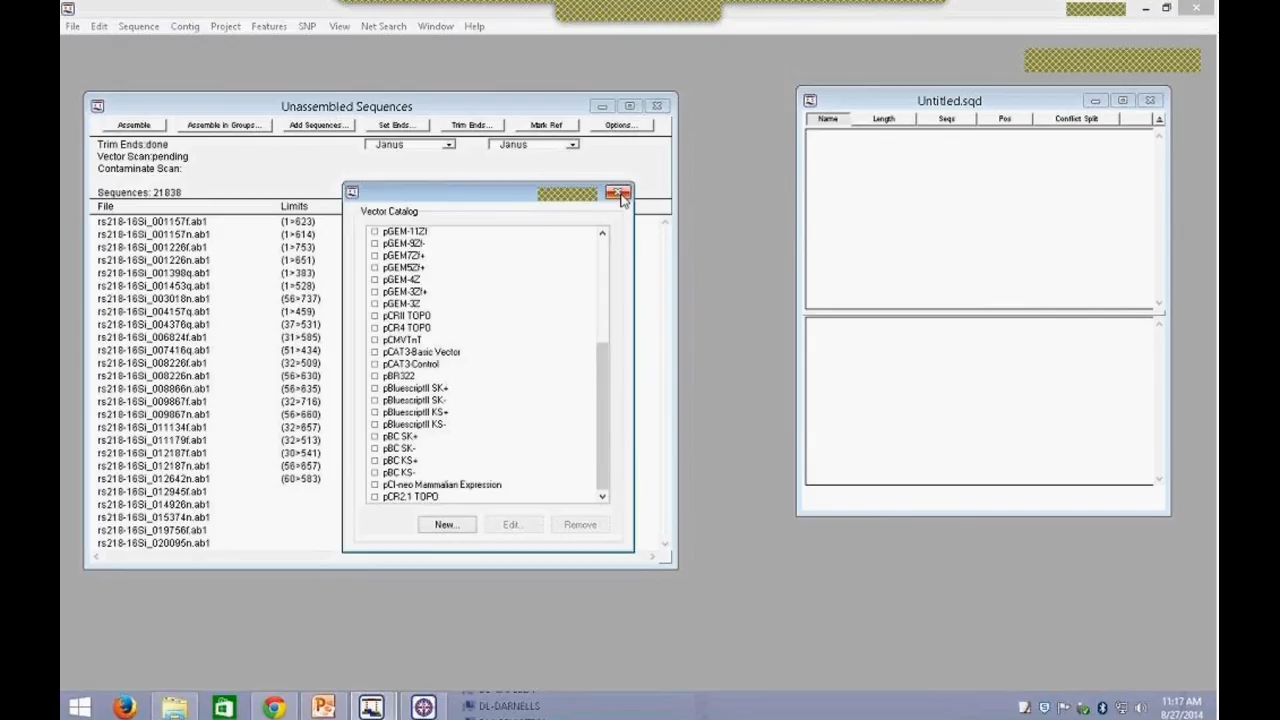 File Edit Sequence Contig Project Features SNP View Net Search Window Help
Unassembled Sequences
Assemble Assemble in Groups... Add Sequences... Set Ends... Trim Ends... Mark Ref Options...
Trim Ends:done Janus Janus
Vector Scan:pending
Contaminate Scan:
Sequences: 21838
File Limits
rs218-16Si_001157f.ab1 (1>623)
rs218-16Si_001157n.ab1 (1>614)
rs218-16Si_001226f.ab1 (1>753)
rs218-16Si_001226n.ab1 (1>651)
rs218-16Si_001398q.ab1 (1>383)
rs218-16Si_001453q.ab1 (1>528)
rs218-16Si_003018n.ab1 (56>737)
rs218-16Si_004157q.ab1 (1>459)
rs218-16Si_004376q.ab1 (37>531)
rs218-16Si_006824f.ab1 (31>585)
rs218-16Si_007416q.ab1 (51>434)
rs218-16Si_008226f.ab1 (32>509)
rs218-16Si_008226n.ab1 (56>630)
rs218-16Si_008866n.ab1 (56>635)
rs218-16Si_009867f.ab1 (32>716)
rs218-16Si_009867n.ab1 (56>660)
rs218-16Si_011134f.ab1 (32>657)
rs218-16Si_011179f.ab1 (32>513)
rs218-16Si_012187f.ab1 (30>541)
rs218-16Si_012187n.ab1 (56>657)
rs218-16Si_012642n.ab1 (60>583)
rs218-16Si_012945f.ab1
rs218-16Si_014926n.ab1
rs218-16Si_015374n.ab1
rs218-16Si_019756f.ab1
rs218-16Si_020095n.ab1
Vector Catalog
pGEM-11Zf
pGEM-9Zf-
pGEM7Zf+
pGEM5Zf+
pGEM-4Z
pGEM-3Zf+
pGEM-3Z
pCRII TOPO
pCR4 TOPO
pCMVTnT
pCAT3-Basic Vector
pCAT3-Control
pBR322
pBluescriptII SK+
pBluescriptII SK-
pBluescriptII KS+
pBluescriptII KS-
pBC SK+
pBC SK-
pBC KS+
pBC KS-
pCI-neo Mammalian Expression
pCR2.1 TOPO
New... Edit... Remove
Untitled.sqd
Name Length Seqs Pos Conflict Split
DL-DARNELLS
11:17 AM
8/27/2014